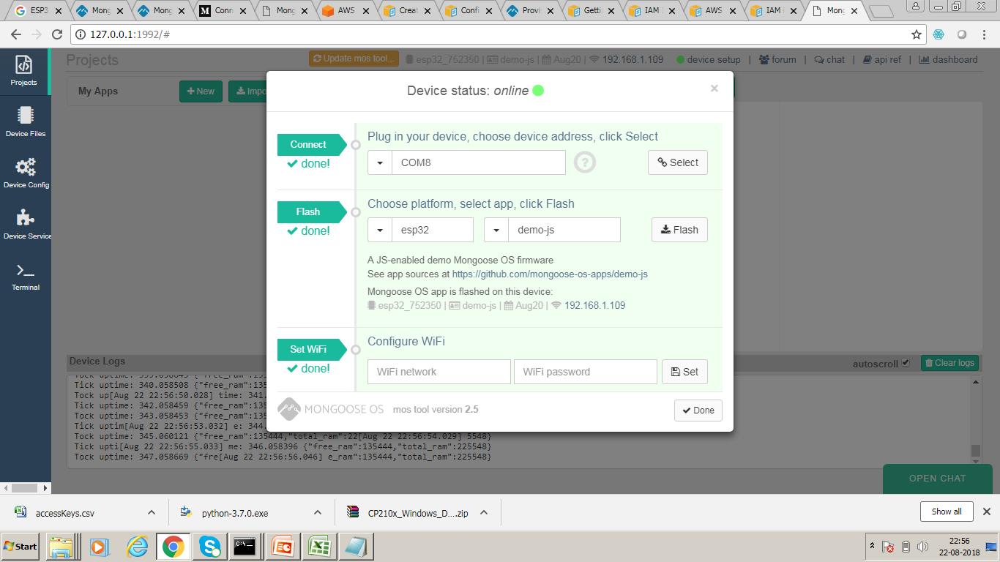 ESP3
Mong
Mong
Conn
Mong
AWS
Creat
Confi
Provis
Getti
IAM
AWS
IAM
Mong
127.0.0.1:1992/#
Projects
Update mos tool...
esp32_752350 | demo-js | Aug20 | 192.168.1.109
device setup | forum | chat | api ref | dashboard
Projects
Device Files
Device Config
Device Service
Terminal
My Apps
New
Impo
Device status: online
×
Connect
done!
Plug in your device, choose device address, click Select
COM8
?
Select
Flash
done!
Choose platform, select app, click Flash
esp32
demo-js
Flash
A JS-enabled demo Mongoose OS firmware
See app sources at https://github.com/mongoose-os-apps/demo-js
Mongoose OS app is flashed on this device:
esp32_752350 | demo-js | Aug20 | 192.168.1.109
Set WiFi
done!
Configure WiFi
WiFi network
WiFi password
Set
MONGOOSE OS
mos tool version 2.5
Done
Device Logs
autoscroll
Clear logs
Tick uptime: 340.058508 {"free_ram":135
Tock up[Aug 22 22:56:50.028] time: 341.
Tick uptime: 342.058459 {"free_ram":135
Tock uptime: 343.058453 {"free_ram":135
Tick uptim[Aug 22 22:56:53.032] e: 344.
Tock uptime: 345.060121 {"free_ram":135444,"total_ram":22[Aug 22 22:56:54.029] 5548}
Tick upti[Aug 22 22:56:55.033] me: 346.058396 {"free_ram":135444,"total_ram":225548}
Tock uptime: 347.058669 {"fre[Aug 22 22:56:56.046] e_ram":135444,"total_ram":225548}
OPEN CHAT
accessKeys.csv
python-3.7.0.exe
CP210x_Windows_D....zip
Show all
Start
22:56
22-08-2018